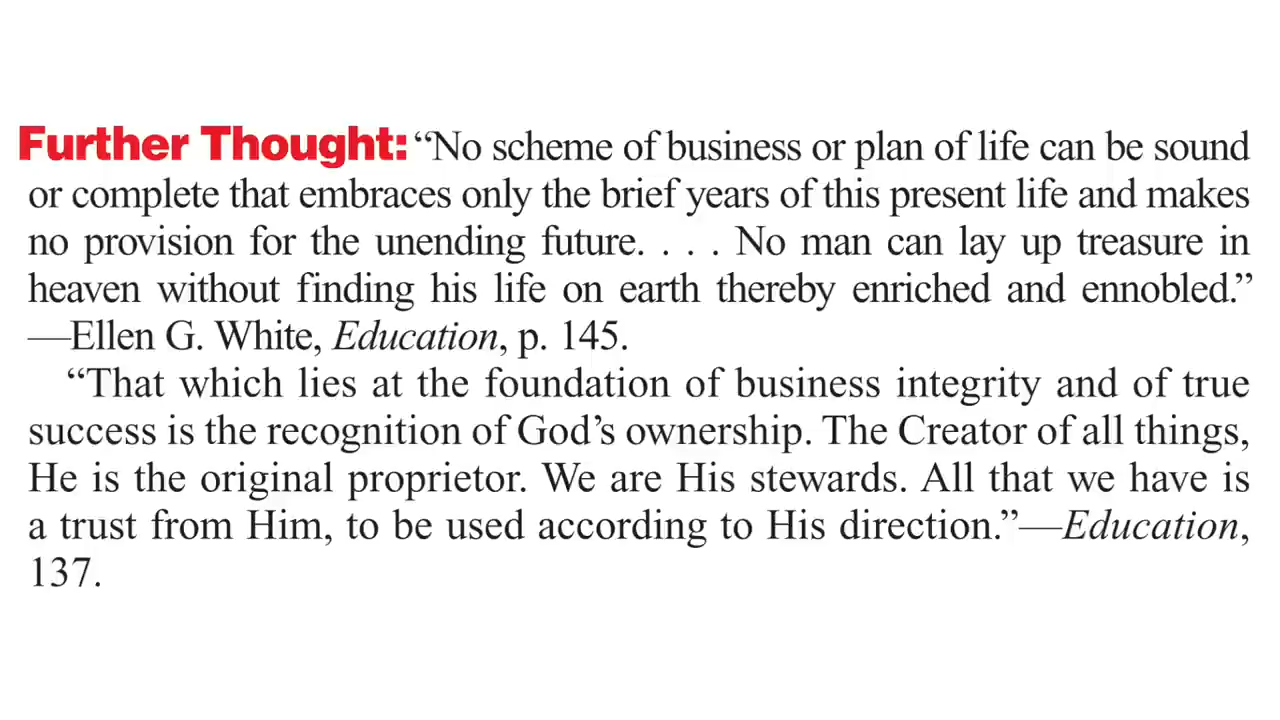 Further Thought: “No scheme of business or plan of life can be sound
or complete that embraces only the brief years of this present life and makes
no provision for the unending future. . . . No man can lay up treasure in
heaven without finding his life on earth thereby enriched and ennobled.”
—Ellen G. White, Education, p. 145.
“That which lies at the foundation of business integrity and of true
success is the recognition of God’s ownership. The Creator of all things,
He is the original proprietor. We are His stewards. All that we have is
a trust from Him, to be used according to His direction.”—Education,
137.